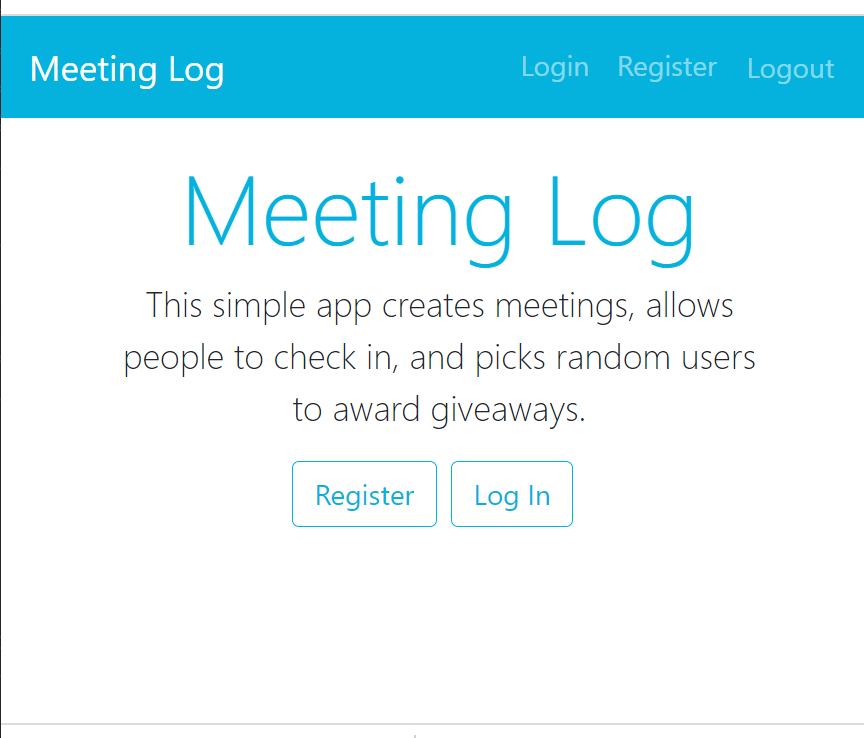 Meeting Log
Login Register Logout
Meeting Log
This simple app creates meetings, allows
people to check in, and picks random users
to award giveaways.
Register Log In